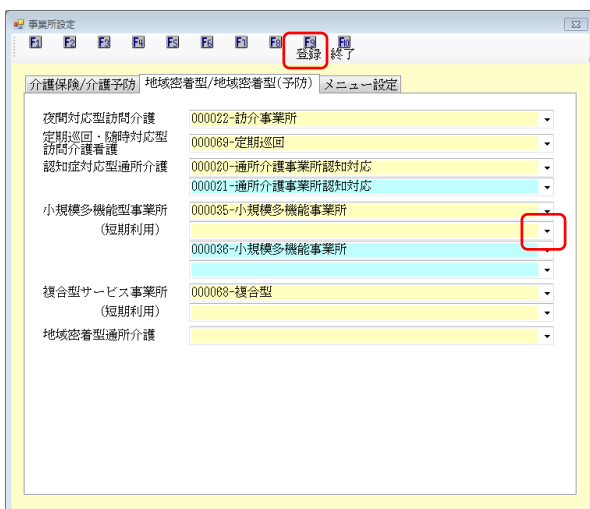 事業所設定
F1 F2 F3 F4 F5 F6 F7 F8 F9 F10
登録 終了
介護保険/介護予防 地域密着型/地域密着型(予防) メニュー設定
夜間対応型訪問介護 000022-訪介事業所
定期巡回・随時対応型
訪問介護看護 000069-定期巡回
認知症対応型通所介護 000020-通所介護事業所認知対応
000021-通所介護事業所認知対応
小規模多機能型事業所 000035-小規模多機能事業所
(短期利用)
000036-小規模多機能事業所
複合型サービス事業所 000068-複合型
(短期利用)
地域密着型通所介護